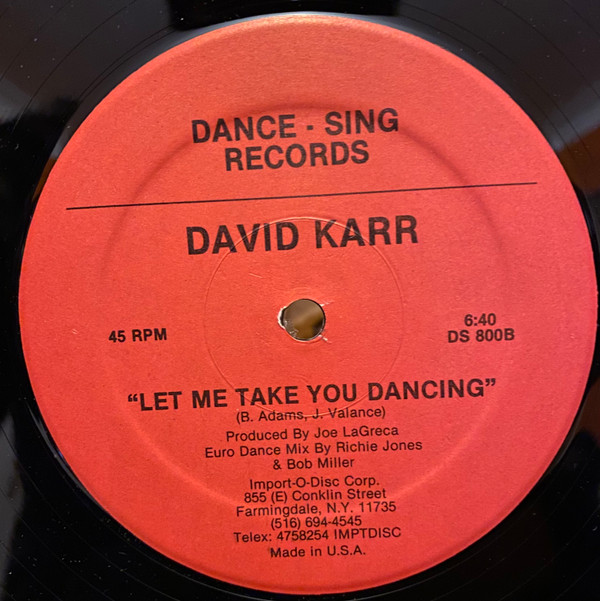 DANCE - SING
RECORDS
DAVID KARR
45 RPM
6:40
DS 800B
"LET ME TAKE YOU DANCING"
(B. Adams, J. Valance)
Produced By Joe LaGreca
Euro Dance Mix By Richie Jones
& Bob Miller
Import-O-Disc Corp.
855 (E) Conklin Street
Farmingdale, N.Y. 11735
(516) 694-4545
Telex: 4758254 IMPTDISC
Made in U.S.A.